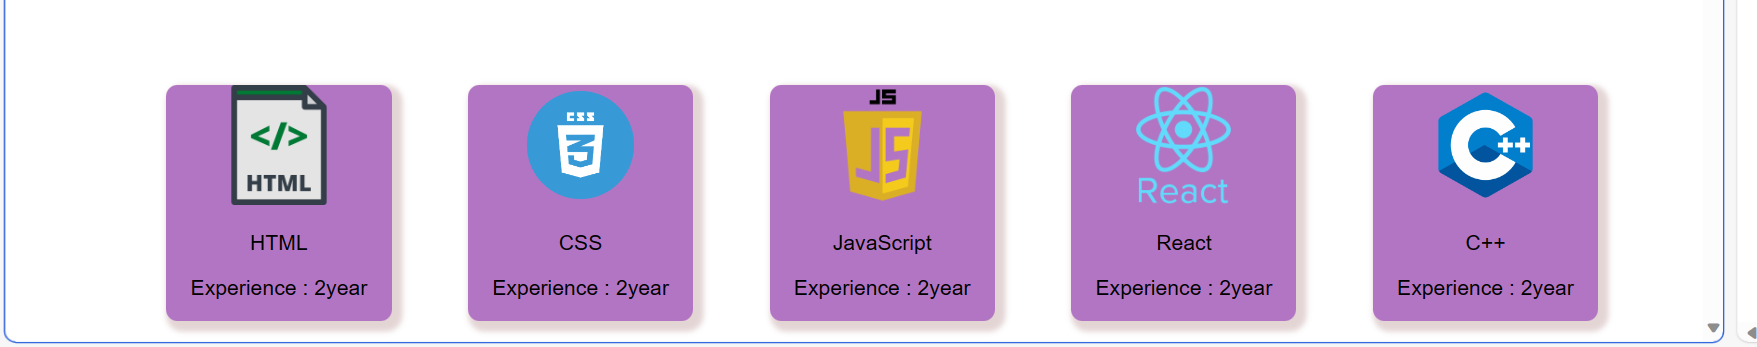 </>
HTML
HTML
Experience : 2year
CSS
3
CSS
Experience : 2year
JS
JS
JavaScript
Experience : 2year
React
React
Experience : 2year
C++
C++
Experience : 2year